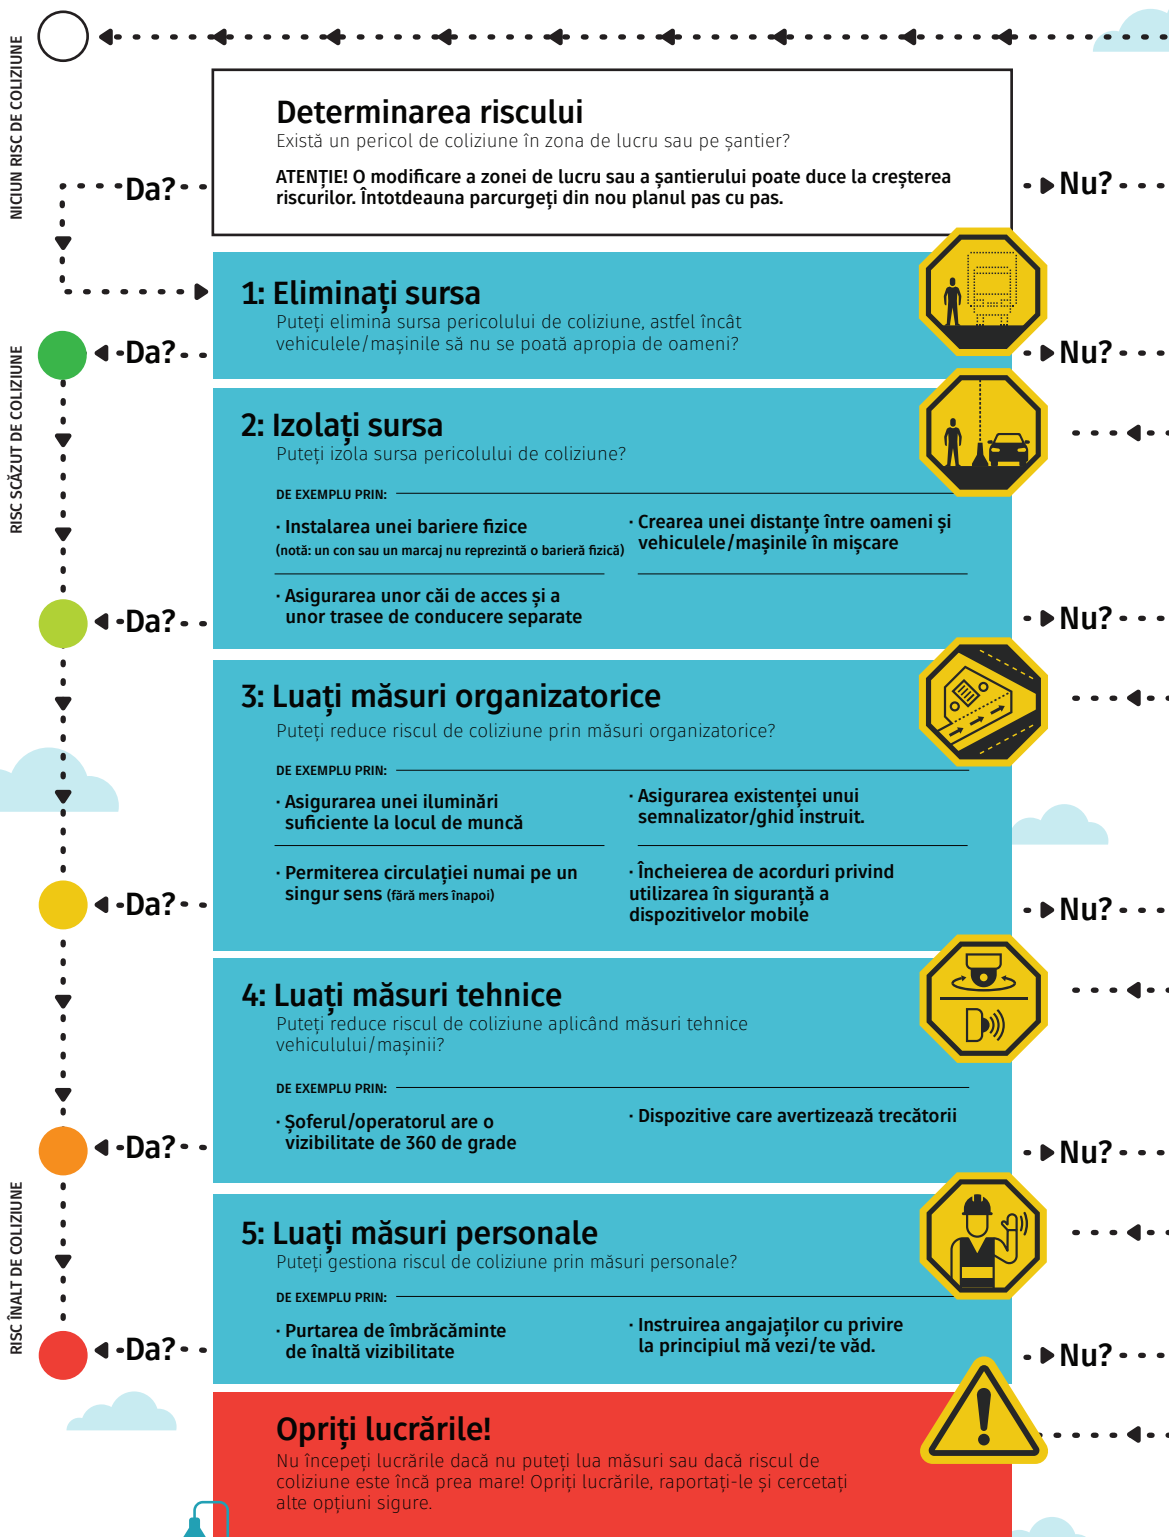 NICIUN RISC DE COLIZIUNE
Determinarea riscului
Există un pericol de coliziune în zona de lucru sau pe șantier?
ATENȚIE! O modificare a zonei de lucru sau a șantierului poate duce la creșterea
riscurilor. Întotdeauna parcurgeți din nou planul pas cu pas.
Da?
Nu?
1: Eliminați sursa
Puteți elimina sursa pericolului de coliziune, astfel încât
vehiculele/mașinile să nu se poată apropia de oameni?
Da?
Nu?
RISC SCĂZUT DE COLIZIUNE
2: Izolați sursa
Puteți izola sursa pericolului de coliziune?
DE EXEMPLU PRIN:
· Instalarea unei bariere fizice
(notă: un con sau un marcaj nu reprezintă o barieră fizică)
· Crearea unei distanțe între oameni și
vehiculele/mașinile în mișcare
· Asigurarea unor căi de acces și a
unor trasee de conducere separate
Da?
Nu?
3: Luați măsuri organizatorice
Puteți reduce riscul de coliziune prin măsuri organizatorice?
DE EXEMPLU PRIN:
· Asigurarea unei iluminări
suficiente la locul de muncă
· Asigurarea existenței unui
semnalizator/ghid instruit.
· Permiterea circulației numai pe un
singur sens (fără mers înapoi)
· Încheierea de acorduri privind
utilizarea în siguranță a
dispozitivelor mobile
Da?
Nu?
4: Luați măsuri tehnice
Puteți reduce riscul de coliziune aplicând măsuri tehnice
vehiculului/mașinii?
DE EXEMPLU PRIN:
· Șoferul/operatorul are o
vizibilitate de 360 de grade
· Dispozitive care avertizează trecătorii
Da?
Nu?
RISC ÎNALT DE COLIZIUNE
5: Luați măsuri personale
Puteți gestiona riscul de coliziune prin măsuri personale?
DE EXEMPLU PRIN:
· Purtarea de îmbrăcăminte
de înaltă vizibilitate
· Instruirea angajaților cu privire
la principiul mă vezi/te văd.
Da?
Nu?
Opriți lucrările!
Nu începeți lucrările dacă nu puteți lua măsuri sau dacă riscul de
coliziune este încă prea mare! Opriți lucrările, raportați-le și cercetați
alte opțiuni sigure.